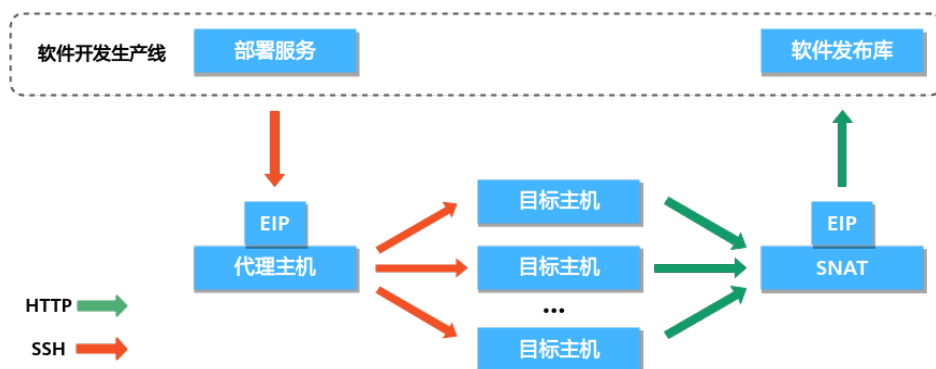 软件开发生产线
部署服务
软件发布库
EIP
代理主机
目标主机
目标主机
...
目标主机
EIP
SNAT
HTTP
SSH